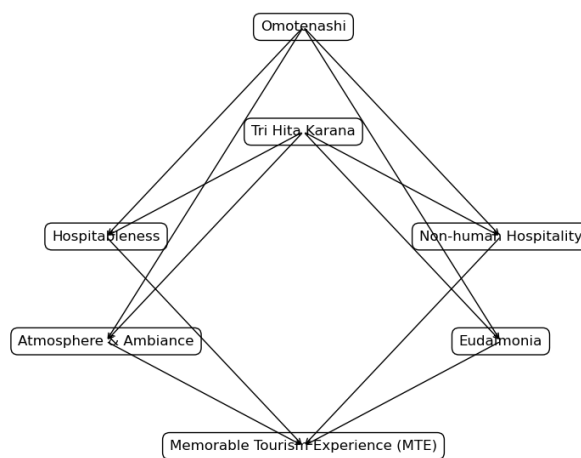 Omotenashi
Tri Hita Karana
Hospitableness
Non-human Hospitality
Atmosphere & Ambiance
Eudaimonia
Memorable Tourism Experience (MTE)